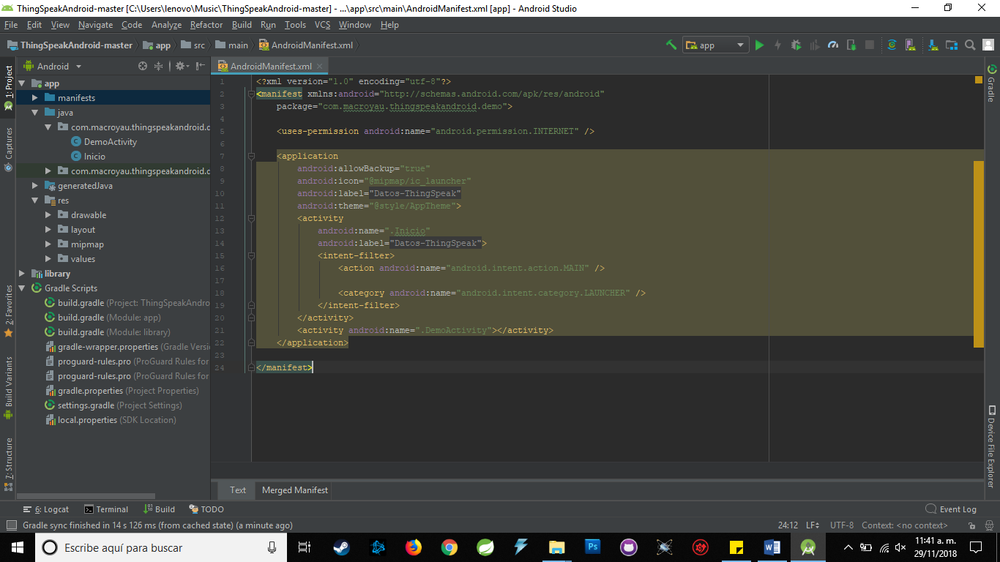 ThingSpeakAndroid-master [C:\Users\lenovo\Music\ThingSpeakAndroid-master] - ...\app\src\main\AndroidManifest.xml [app] - Android Studio
File Edit View Navigate Code Analyze Refactor Build Run Tools VCS Window Help
ThingSpeakAndroid-master app src main AndroidManifest.xml app
Android AndroidManifest.xml
1: Project
Captures
2: Favorites
Build Variants
7: Structure
app
manifests
java
com.macroyau.thingspeakandroid.d
DemoActivity
Inicio
com.macroyau.thingspeakandroid.d
generatedJava
res
drawable
layout
mipmap
values
library
Gradle Scripts
build.gradle (Project: ThingSpeakAndro
build.gradle (Module: app)
build.gradle (Module: library)
gradle-wrapper.properties (Gradle Versi
proguard-rules.pro (ProGuard Rules for
proguard-rules.pro (ProGuard Rules for
gradle.properties (Project Properties)
settings.gradle (Project Settings)
local.properties (SDK Location)
1 <?xml version="1.0" encoding="utf-8"?>
2 <manifest xmlns:android="http://schemas.android.com/apk/res/android"
3 package="com.macroyau.thingspeakandroid.demo">
4
5 <uses-permission android:name="android.permission.INTERNET" />
6
7 <application
8 android:allowBackup="true"
9 android:icon="@mipmap/ic_launcher"
10 android:label="Datos-ThingSpeak"
11 android:theme="@style/AppTheme">
12 <activity
13 android:name=".Inicio"
14 android:label="Datos-ThingSpeak">
15 <intent-filter>
16 <action android:name="android.intent.action.MAIN" />
17
18 <category android:name="android.intent.category.LAUNCHER" />
19 </intent-filter>
20 </activity>
21 <activity android:name=".DemoActivity"></activity>
22 </application>
23
24 </manifest>
Gradle
Device File Explorer
Text Merged Manifest
6: Logcat Terminal Build TODO Event Log
Gradle sync finished in 14 s 126 ms (from cached state) (a minute ago) 24:12 LF UTF-8 Context: <no context>
Escribe aquí para buscar
Ps
11:41 a. m.
29/11/2018